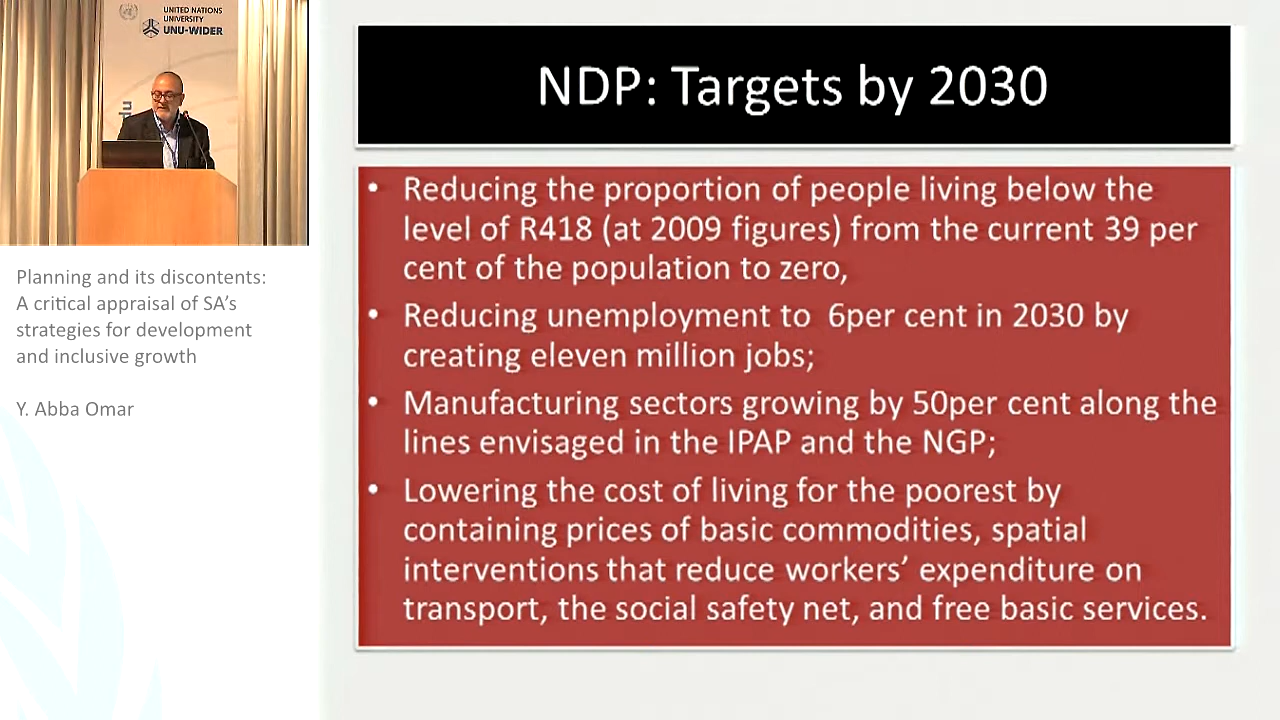 UNITED NATIONS
UNIVERSITY
UNU-WIDER
NDP: Targets by 2030
• Reducing the proportion of people living below the
level of R418 (at 2009 figures) from the current 39 per
cent of the population to zero,
• Reducing unemployment to 6per cent in 2030 by
creating eleven million jobs;
• Manufacturing sectors growing by 50per cent along the
lines envisaged in the IPAP and the NGP;
• Lowering the cost of living for the poorest by
containing prices of basic commodities, spatial
interventions that reduce workers’ expenditure on
transport, the social safety net, and free basic services.
Planning and its discontents:
A critical appraisal of SA’s
strategies for development
and inclusive growth
Y. Abba Omar